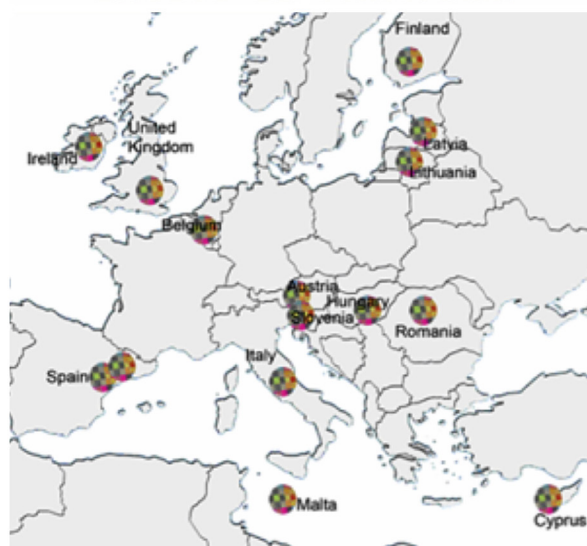 Finland
United
Kingdom
Ireland
Latvia
Lithuania
Belgium
Austria
Hungary
Slovenia
Romania
Italy
Spain
Malta
Cyprus